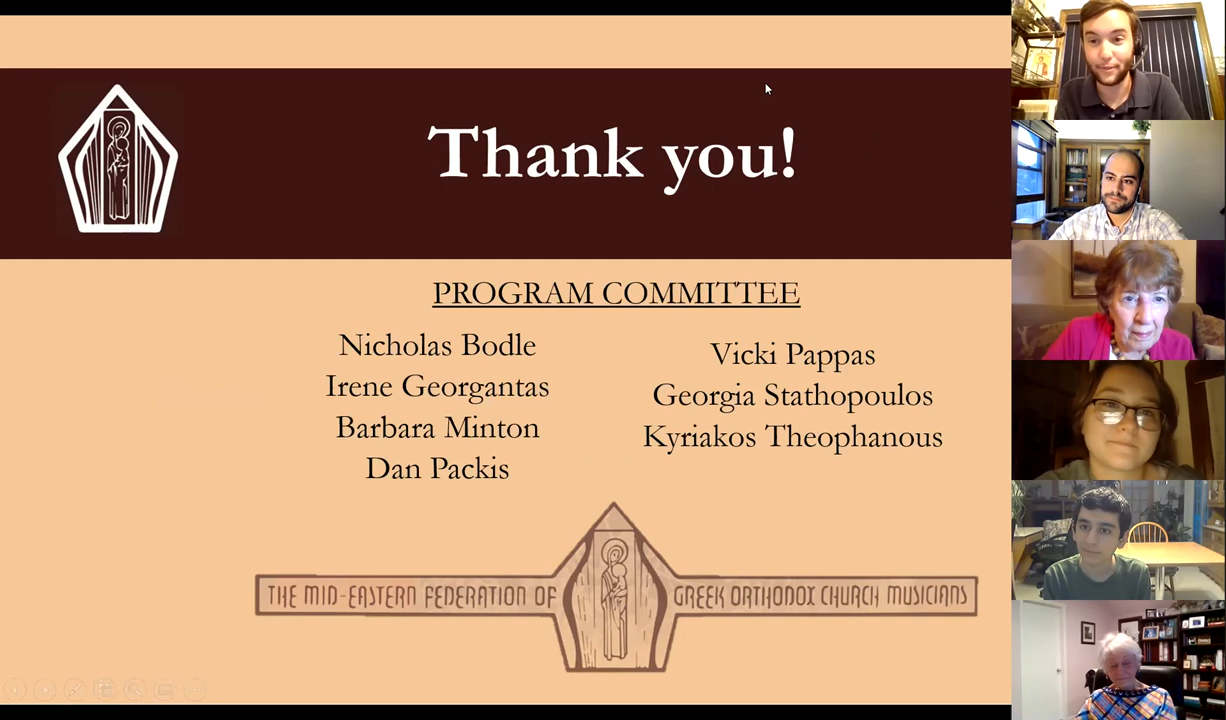 Thank you!
PROGRAM COMMITTEE
Nicholas Bodle
Irene Georgantas
Barbara Minton
Dan Packis
Vicki Pappas
Georgia Stathopoulos
Kyriakos Theophanous
THE MID-EASTERN FEDERATION OF GREEK ORTHODOX CHURCH MUSICIANS